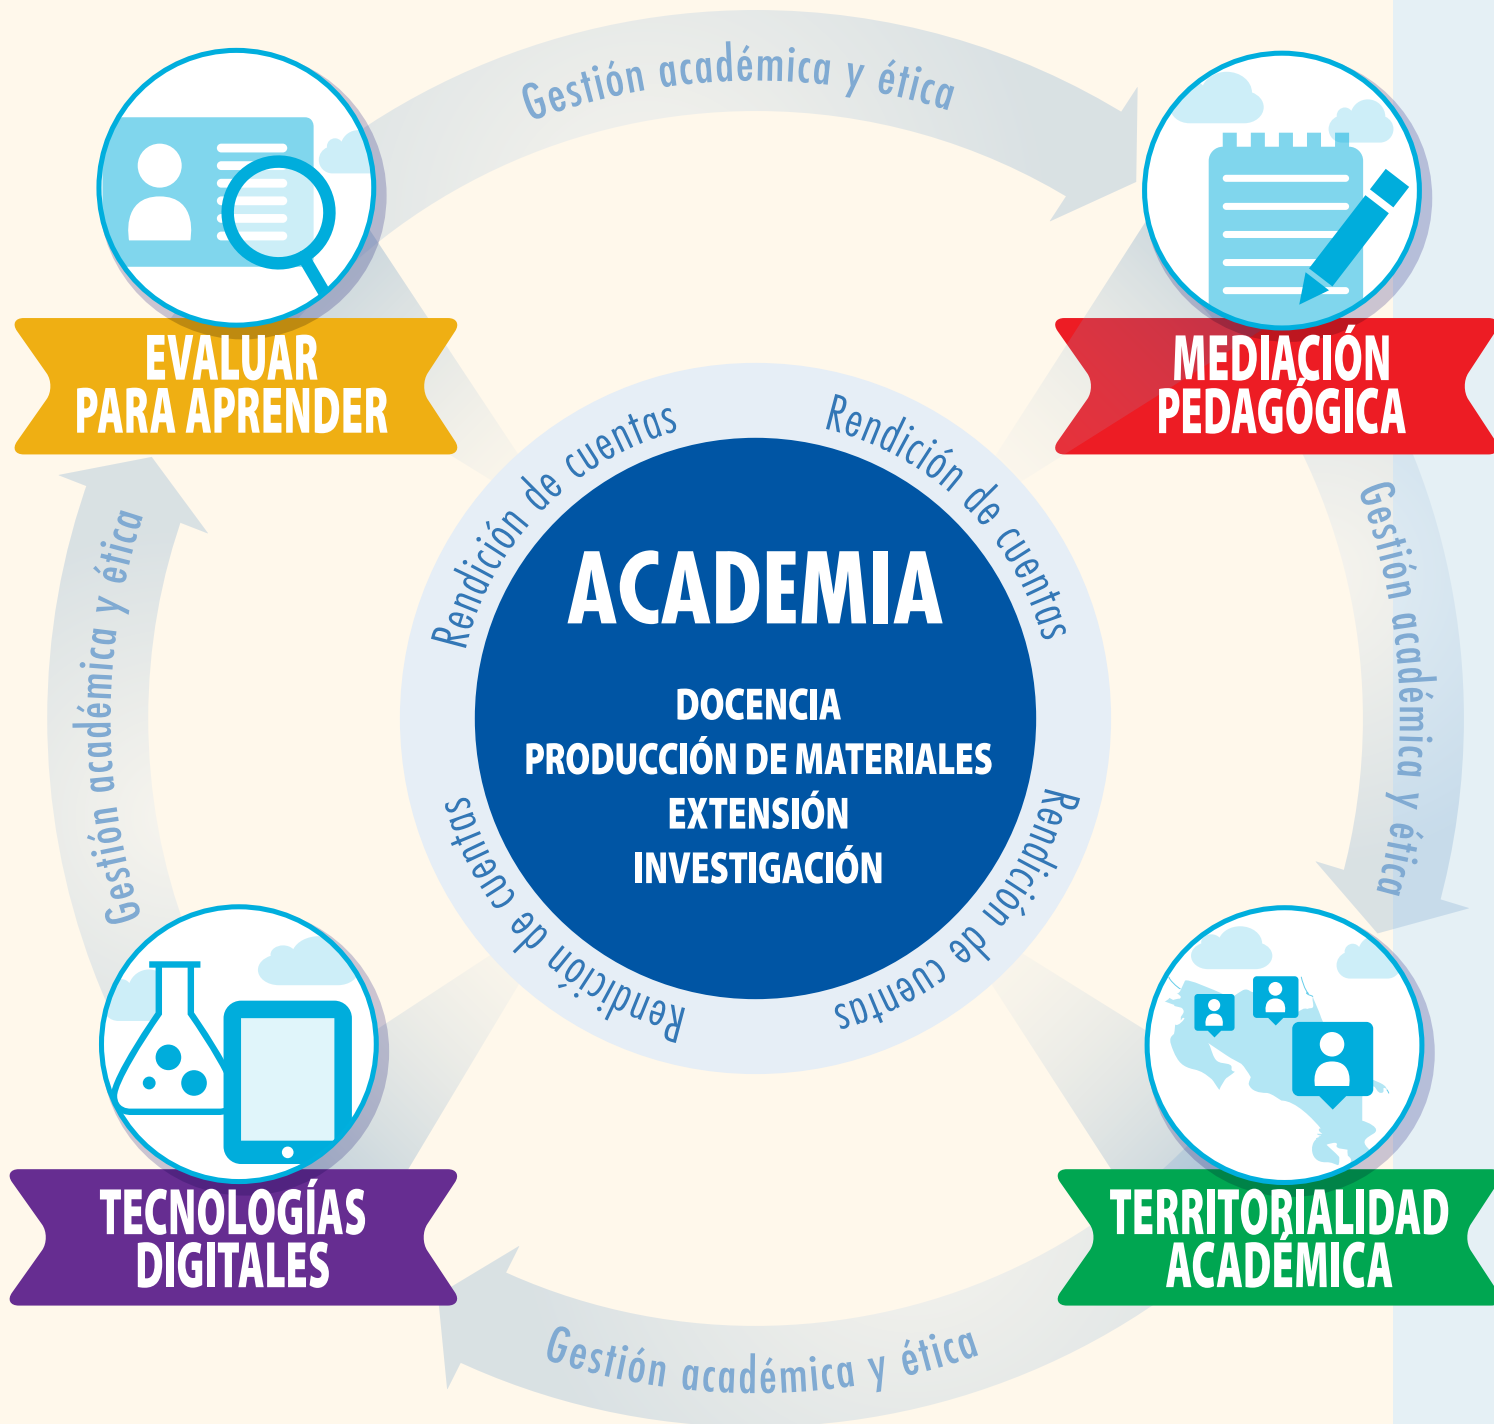 Gestión académica y ética
EVALUAR
PARA APRENDER
MEDIACIÓN
PEDAGÓGICA
Rendición de cuentas
Rendición de cuentas
Gestión académica y ética
Gestión académica y ética
ACADEMIA
DOCENCIA
PRODUCCIÓN DE MATERIALES
EXTENSIÓN
INVESTIGACIÓN
Rendición de cuentas
Rendición de cuentas
TECNOLOGÍAS
DIGITALES
TERRITORIALIDAD
ACADÉMICA
Gestión académica y ética